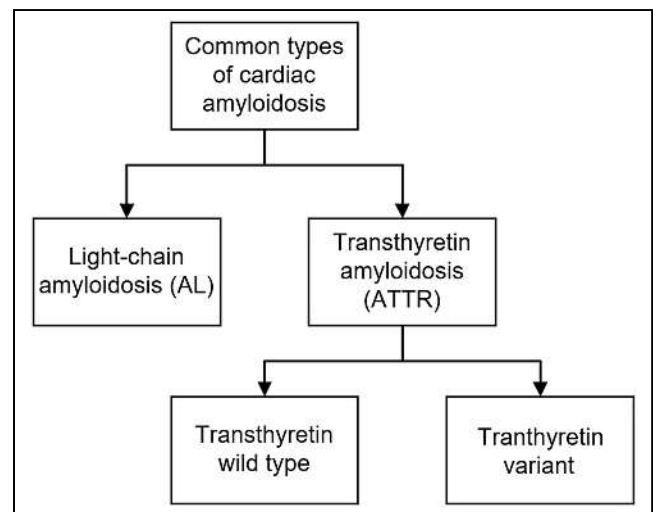 Common types
of cardiac
amyloidosis
Light-chain
amyloidosis (AL)
Transthyretin
amyloidosis
(ATTR)
Transthyretin
wild type
Tranthyretin
variant